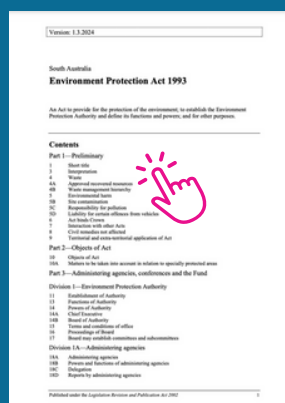 Version: 1.3.2024
South Australia
Environment Protection Act 1993
An Act to provide for the protection of the environment; to establish the Environment
Protection Authority and define its functions and powers; and for other purposes.
Contents
Part 1—Preliminary
1 Short title
3 Interpretation
4 Waste
4A Approved recovered resources
4B Waste management hierarchy
5 Environmental harm
5B Site contamination
5C Responsibility for pollution
5D Liability for certain offences from vehicles
6 Act binds Crown
7 Interaction with other Acts
8 Civil remedies not affected
9 Territorial and extra-territorial application of Act
Part 2—Objects of Act
10 Objects of Act
10A Matters to be taken into account in relation to specially protected areas
Part 3—Administering agencies, conferences and the Fund
Division 1—Environment Protection Authority
11 Establishment of Authority
13 Functions of Authority
14 Powers of Authority
14A Chief Executive
14B Board of Authority
15 Terms and conditions of office
16 Proceedings of Board
17 Board may establish committees and subcommittees
Division 1A—Administering agencies
18A Administering agencies
18B Powers and functions of administering agencies
18C Delegation
18D Reports by administering agencies
Published under the Legislation Revision and Publication Act 2002 1